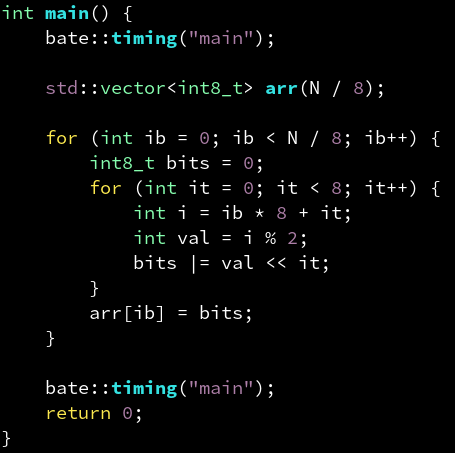 int main() {
    bate::timing("main");

    std::vector<int8_t> arr(N / 8);

    for (int ib = 0; ib < N / 8; ib++) {
        int8_t bits = 0;
        for (int it = 0; it < 8; it++) {
            int i = ib * 8 + it;
            int val = i % 2;
            bits |= val << it;
        }
        arr[ib] = bits;
    }

    bate::timing("main");
    return 0;
}